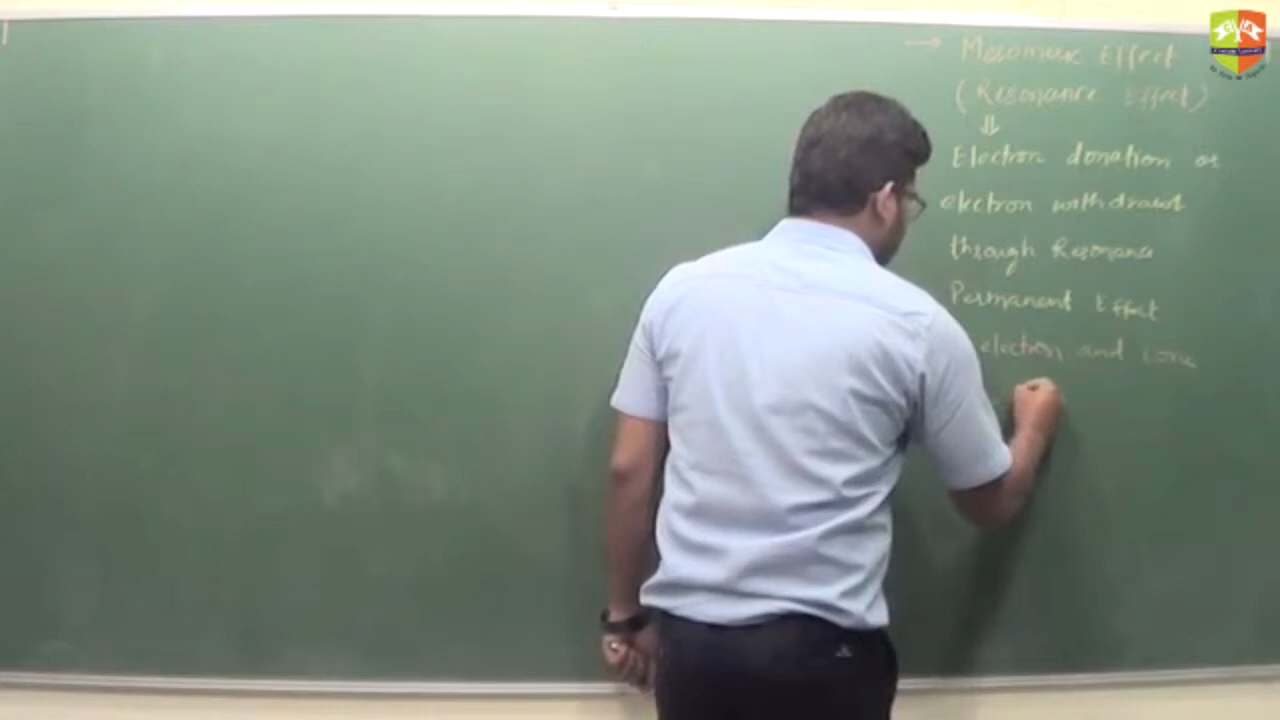 → Mesomeric Effect
(Resonance Effect)
⇓
Electron donation or
electron withdrawl
through Resonance
Permanent Effect
electron and lone